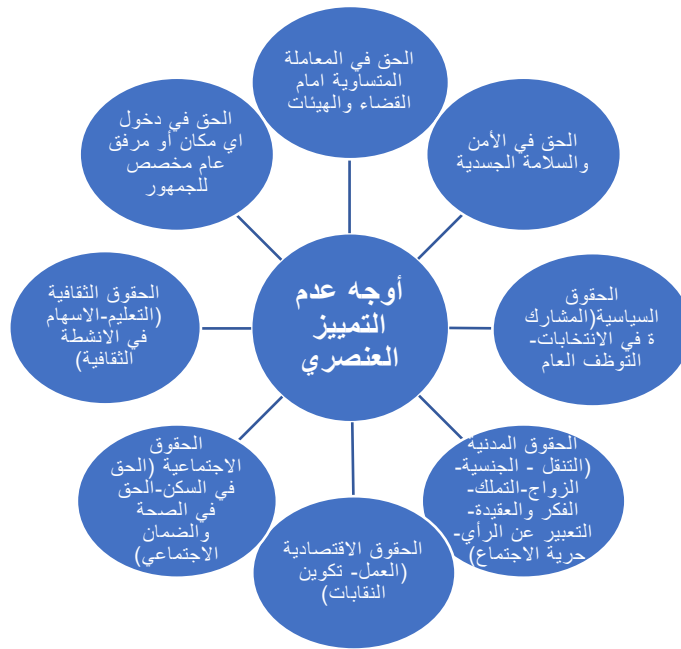 أوجه عدم
التمييز
العنصري
الحق في المعاملة
المتساوية امام
القضاء والهيئات
الحق في الأمن
والسلامة الجسدية
الحقوق
السياسية(المشارك
ة في الانتخابات-
التوظف العام
الحقوق المدنية
(التنقل - الجنسية-
الزواج-التملك-
الفكر والعقيدة-
التعبير عن الرأي-
حرية الاجتماع)
الحقوق الاقتصادية
(العمل- تكوين
النقابات)
الحقوق
الاجتماعية (الحق
في السكن-الحق
في الصحة
والضمان
الاجتماعي)
الحقوق الثقافية
(التعليم-الاسهام
في الانشطة
الثقافية)
الحق في دخول
اي مكان أو مرفق
عام مخصص
للجمهور